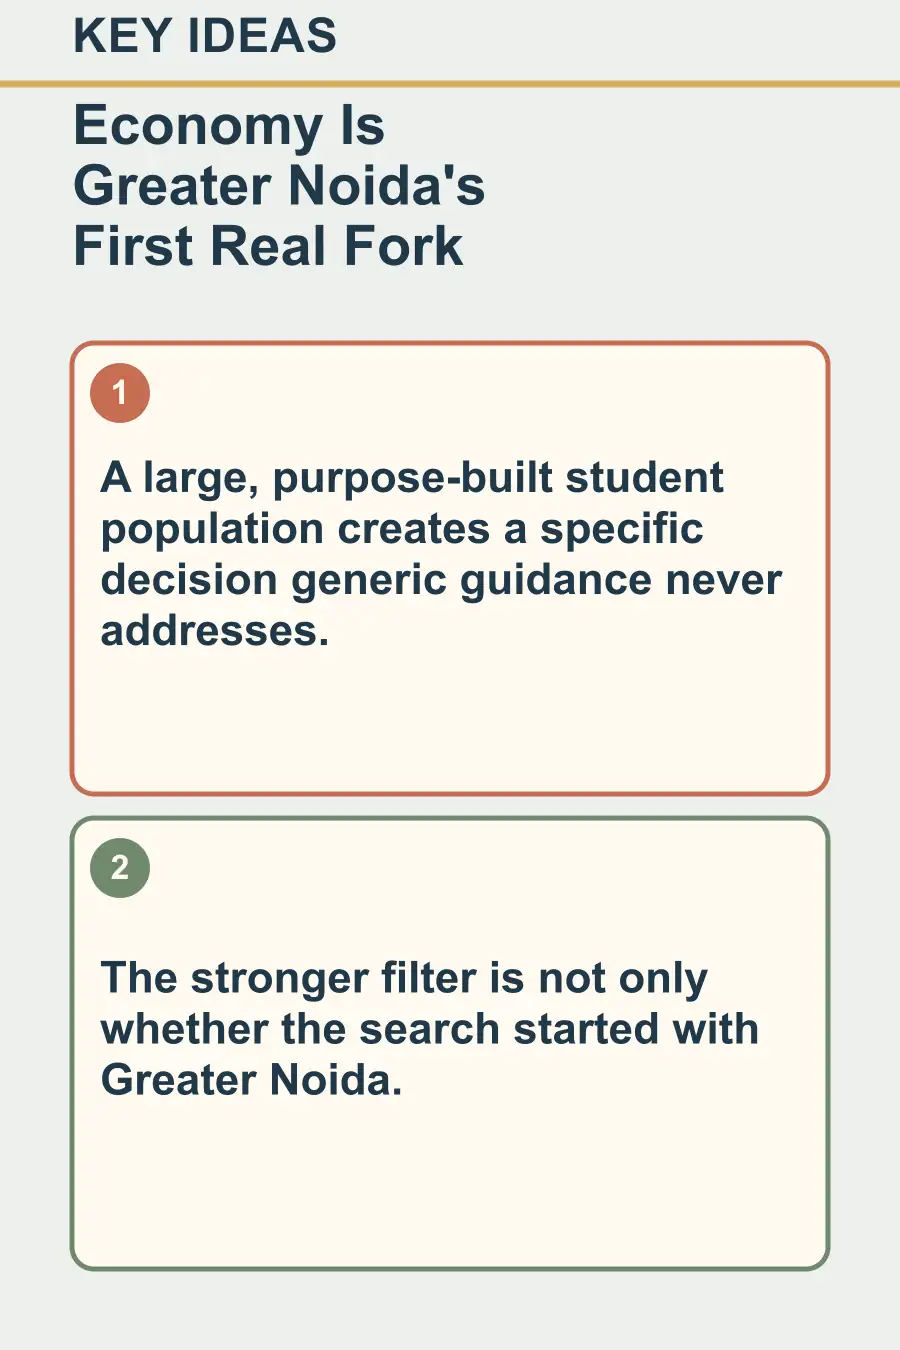 KEY IDEAS
Economy Is
Greater Noida's
First Real Fork
1
A large, purpose-built student
population creates a specific
decision generic guidance never
addresses.
2
The stronger filter is not only
whether the search started with
Greater Noida.